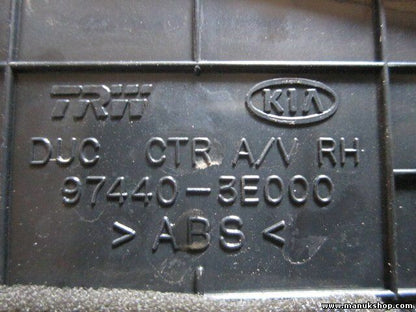 TRW KIA
DUC CTR A/V RH
97440-3E000
> ABS <
www.manukshop.com